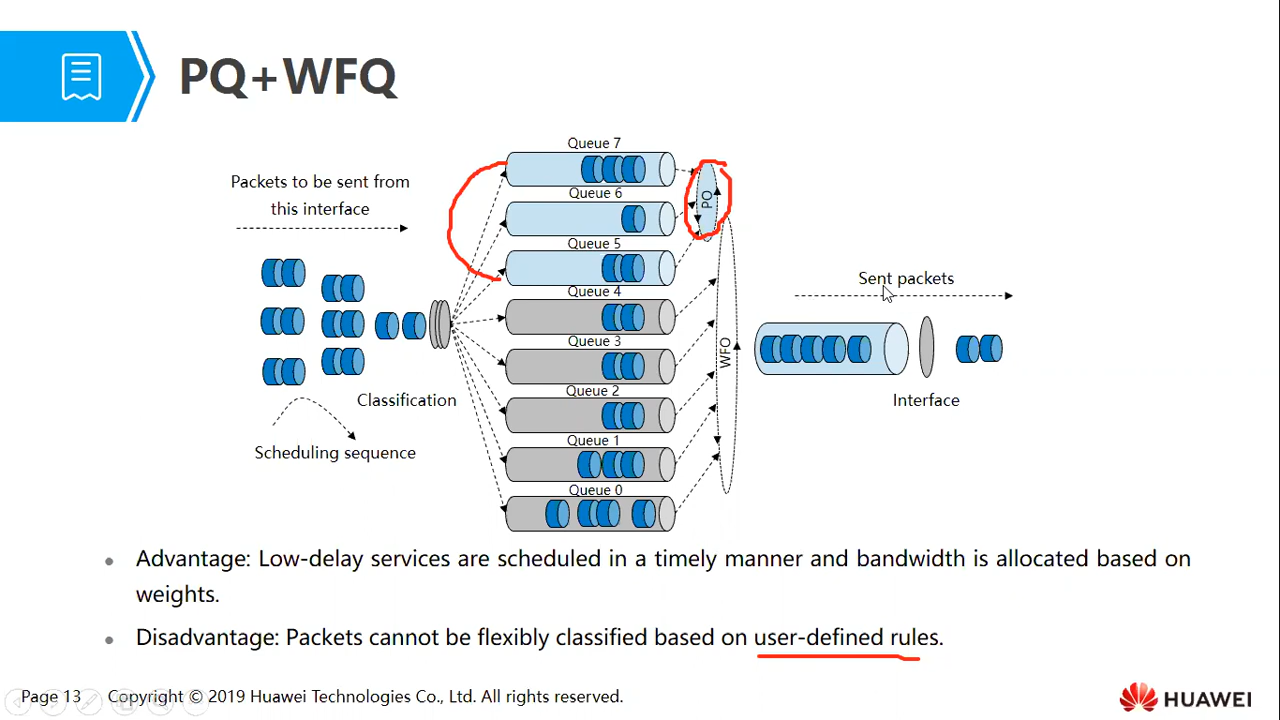 PQ+WFQ
Queue 7
Packets to be sent from
this interface
Queue 6
PQ
Queue 5
Queue 4
Sent packets
Queue 3
WFQ
Queue 2
Classification
Interface
Queue 1
Scheduling sequence
Queue 0
• Advantage: Low-delay services are scheduled in a timely manner and bandwidth is allocated based on
weights.
• Disadvantage: Packets cannot be flexibly classified based on user-defined rules.
Page 13 Copyright © 2019 Huawei Technologies Co., Ltd. All rights reserved.
HUAWEI